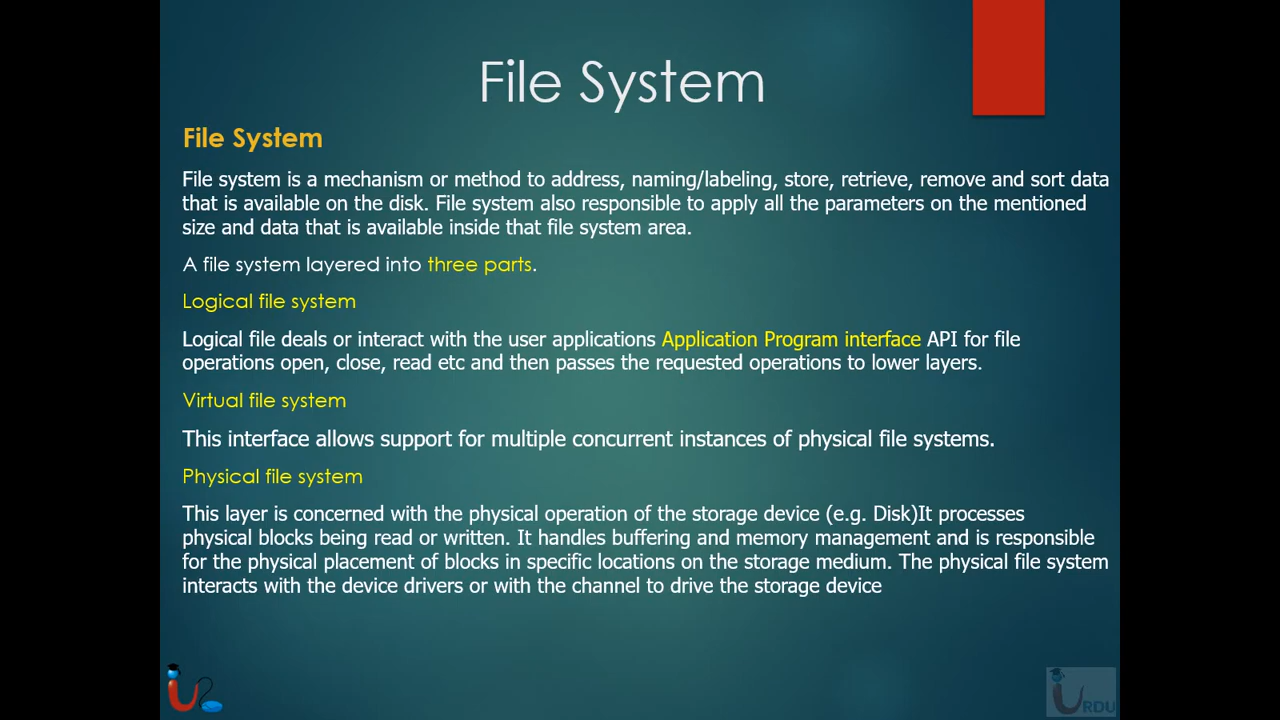 File System
File System
File system is a mechanism or method to address, naming/labeling, store, retrieve, remove and sort data
that is available on the disk. File system also responsible to apply all the parameters on the mentioned
size and data that is available inside that file system area.
A file system layered into three parts.
Logical file system
Logical file deals or interact with the user applications Application Program interface API for file
operations open, close, read etc and then passes the requested operations to lower layers.
Virtual file system
This interface allows support for multiple concurrent instances of physical file systems.
Physical file system
This layer is concerned with the physical operation of the storage device (e.g. Disk)It processes
physical blocks being read or written. It handles buffering and memory management and is responsible
for the physical placement of blocks in specific locations on the storage medium. The physical file system
interacts with the device drivers or with the channel to drive the storage device
URDU